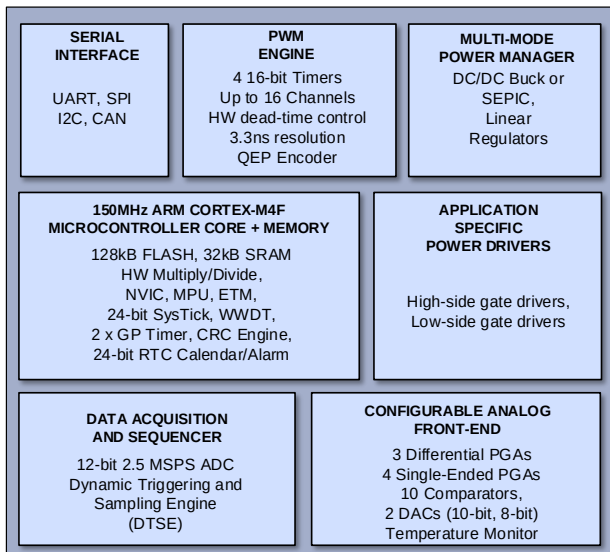 SERIAL
INTERFACE
UART, SPI
I2C, CAN
PWM
ENGINE
4 16-bit Timers
Up to 16 Channels
HW dead-time control
3.3ns resolution
QEP Encoder
MULTI-MODE
POWER MANAGER
DC/DC Buck or
SEPIC,
Linear
Regulators
150MHz ARM CORTEX-M4F
MICROCONTROLLER CORE + MEMORY
128kB FLASH, 32kB SRAM
HW Multiply/Divide,
NVIC, MPU, ETM,
24-bit SysTick, WWDT,
2 x GP Timer, CRC Engine,
24-bit RTC Calendar/Alarm
APPLICATION
SPECIFIC
POWER DRIVERS
High-side gate drivers,
Low-side gate drivers
DATA ACQUISITION
AND SEQUENCER
12-bit 2.5 MSPS ADC
Dynamic Triggering and
Sampling Engine
(DTSE)
CONFIGURABLE ANALOG
FRONT-END
3 Differential PGAs
4 Single-Ended PGAs
10 Comparators,
2 DACs (10-bit, 8-bit)
Temperature Monitor